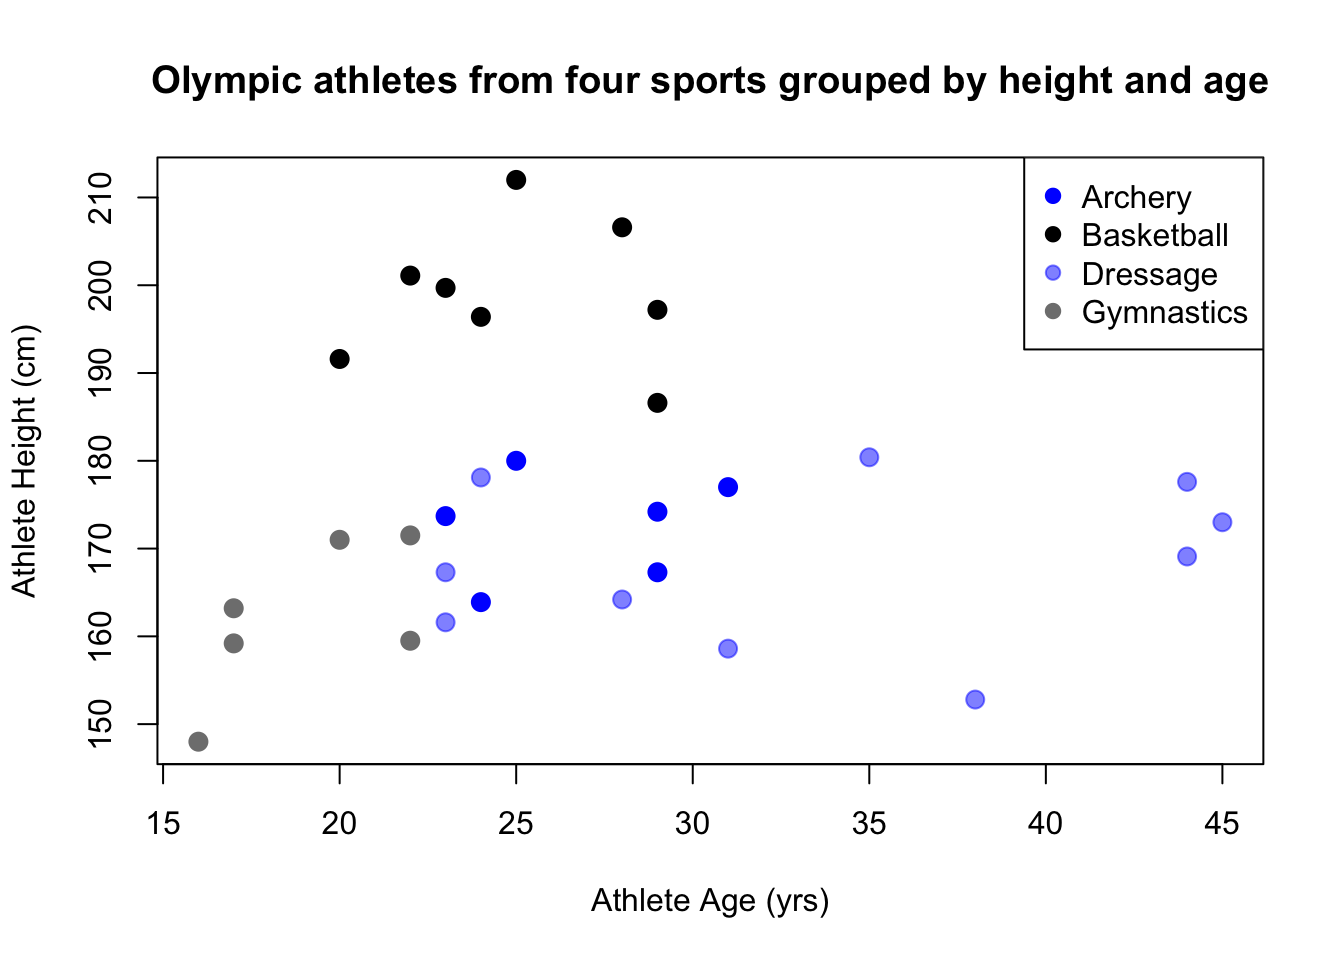 Olympic athletes from four sports grouped by height and age
Archery
Basketball
Dressage
Gymnastics
Athlete Height (cm)
210
200
190
180
170
160
150
15 20 25 30 35 40 45
Athlete Age (yrs)